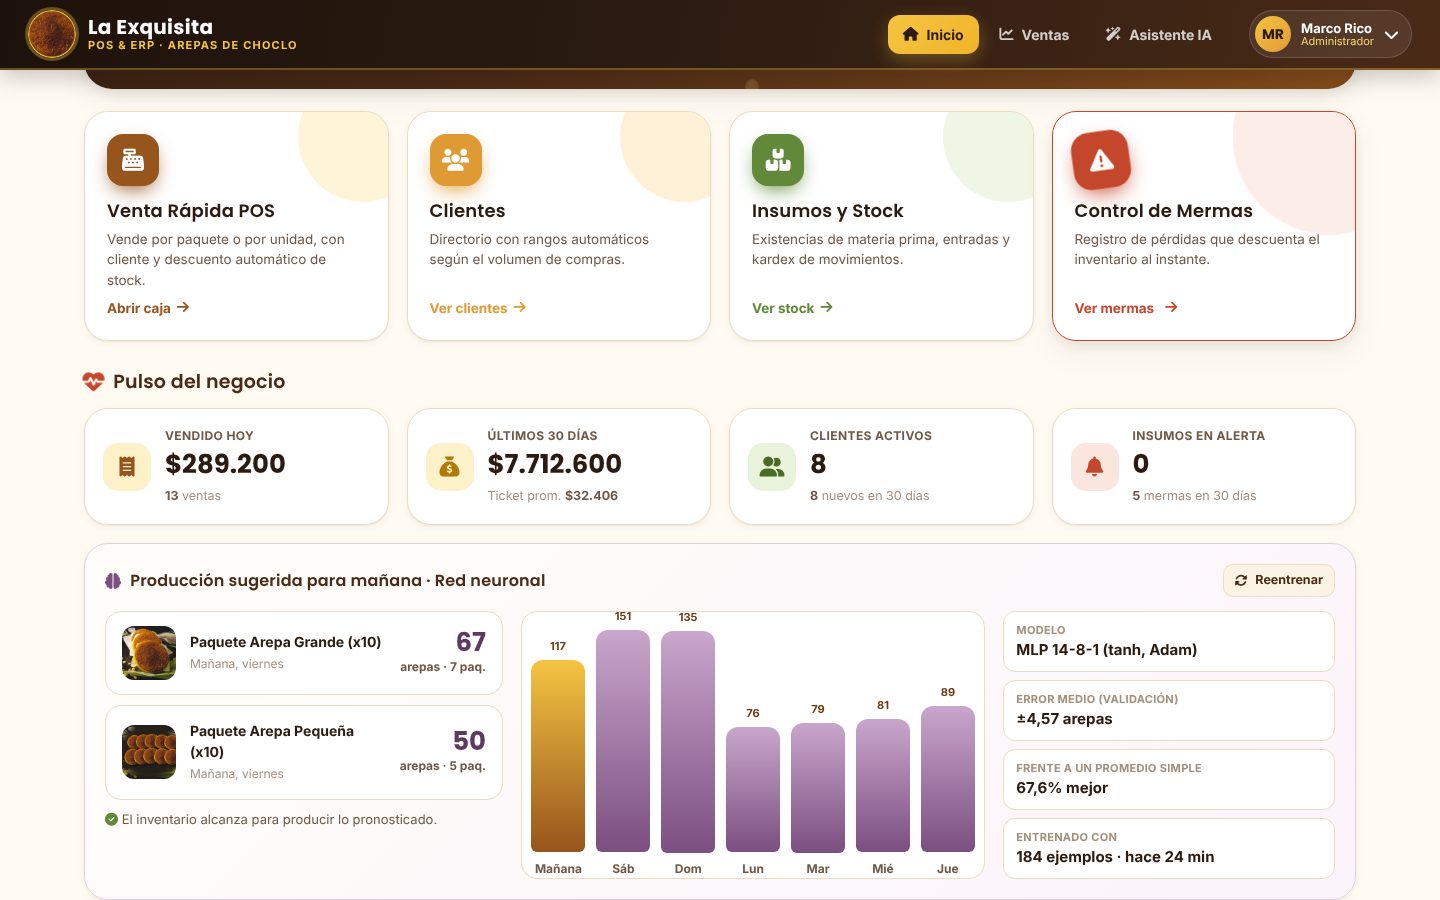 La Exquisita
POS & ERP · AREPAS DE CHOCLO
Inicio
Ventas
Asistente IA
MR
Marco Rico
Administrador
Venta Rápida POS
Vende por paquete o por unidad, con
cliente y descuento automático de
stock.
Abrir caja
Clientes
Directorio con rangos automáticos
según el volumen de compras.
Ver clientes
Insumos y Stock
Existencias de materia prima, entradas y
kardex de movimientos.
Ver stock
Control de Mermas
Registro de pérdidas que descuenta el
inventario al instante.
Ver mermas
Pulso del negocio
VENDIDO HOY
$289.200
13 ventas
ÚLTIMOS 30 DÍAS
$7.712.600
Ticket prom. $32.406
CLIENTES ACTIVOS
8
8 nuevos en 30 días
INSUMOS EN ALERTA
0
5 mermas en 30 días
Producción sugerida para mañana · Red neuronal
Reentrenar
Paquete Arepa Grande (x10)
Mañana, viernes
67
arepas · 7 paq.
Paquete Arepa Pequeña
(x10)
Mañana, viernes
50
arepas · 5 paq.
El inventario alcanza para producir lo pronosticado.
117
151
135
76
79
81
89
Mañana
Sáb
Dom
Lun
Mar
Mié
Jue
MODELO
MLP 14-8-1 (tanh, Adam)
ERROR MEDIO (VALIDACIÓN)
±4,57 arepas
FRENTE A UN PROMEDIO SIMPLE
67,6% mejor
ENTRENADO CON
184 ejemplos · hace 24 min